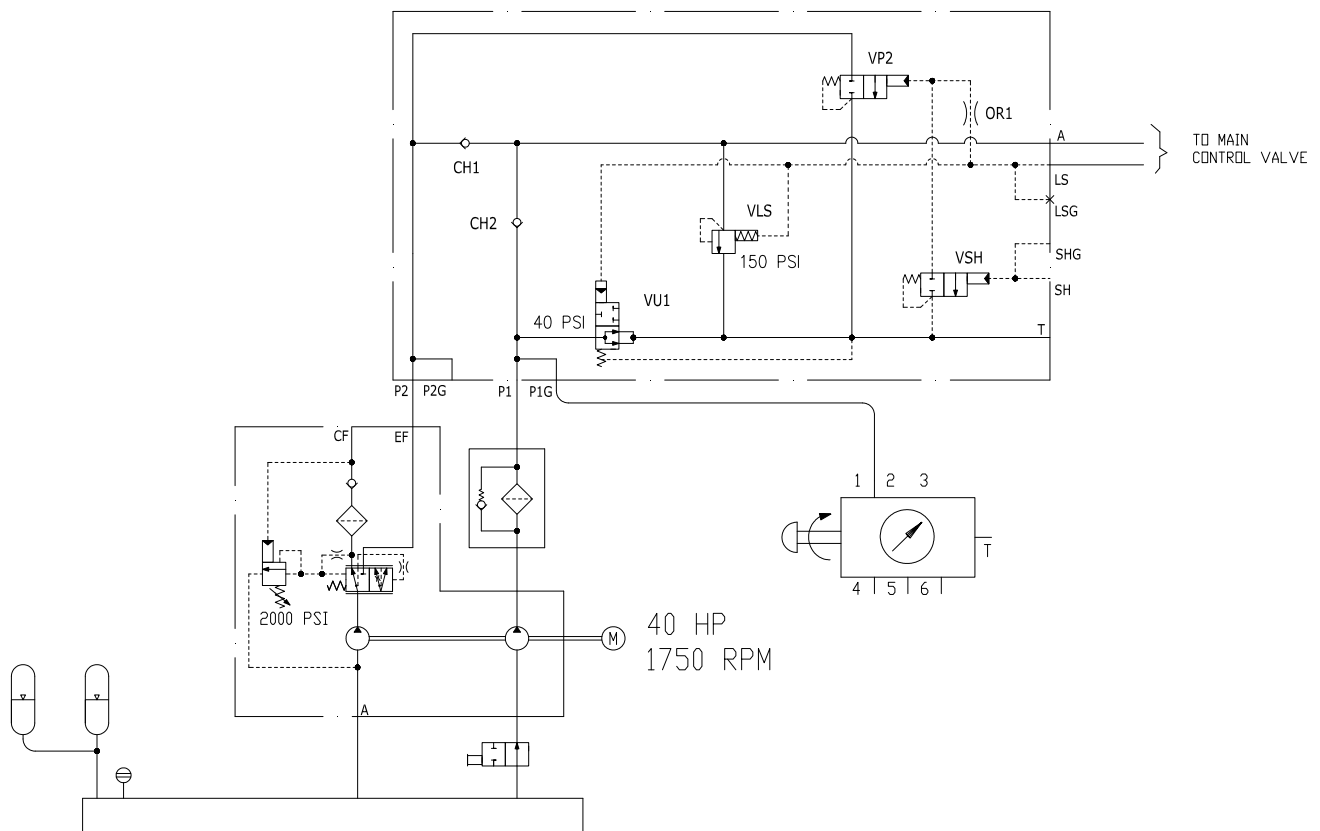 VP2
OR1
A
TO MAIN
CONTROL VALVE
CH1
LS
CH2
VLS
LSG
150 PSI
VSH
SHG
SH
VU1
40 PSI
T
P2 P2G P1 P1G
CF EF
1 2 3
T
4 5 6
2000 PSI
M
40 HP
1750 RPM
A